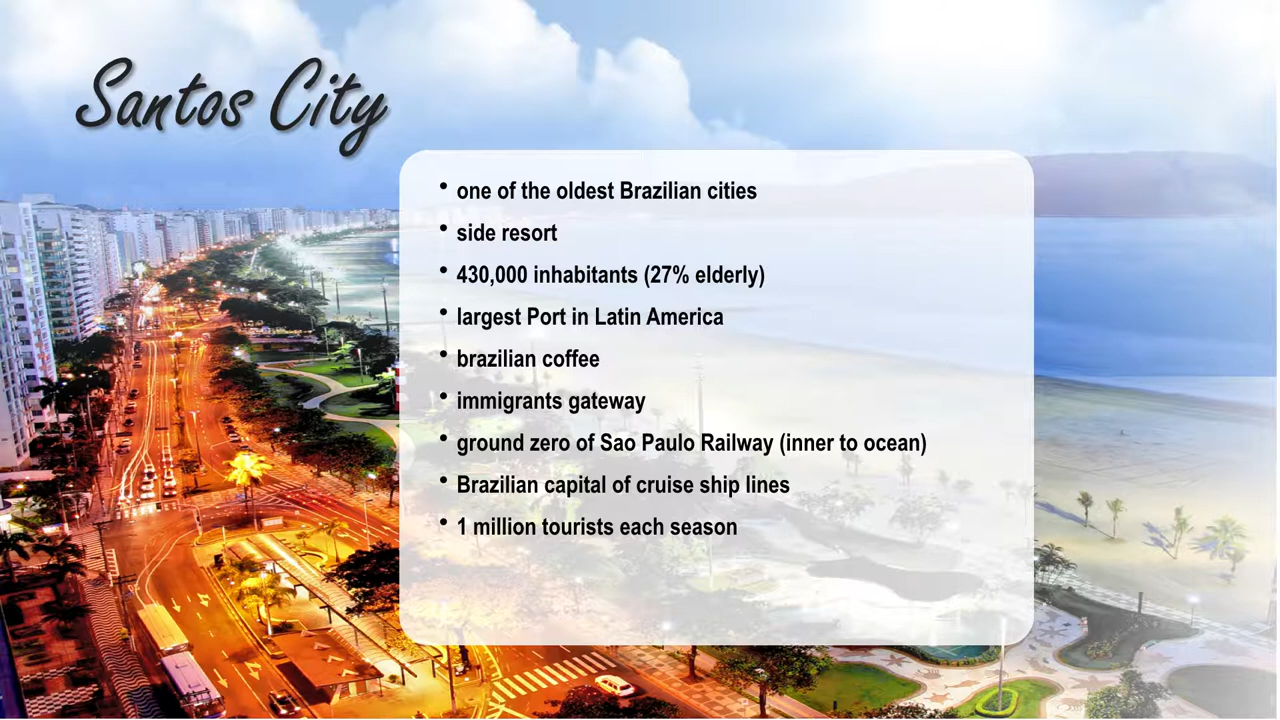 Santos City
• one of the oldest Brazilian cities
• side resort
• 430,000 inhabitants (27% elderly)
• largest Port in Latin America
• brazilian coffee
• immigrants gateway
• ground zero of Sao Paulo Railway (inner to ocean)
• Brazilian capital of cruise ship lines
• 1 million tourists each season